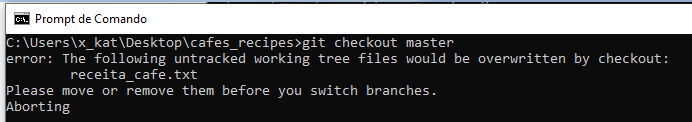 Prompt de Comando
C:\Users\x_kat\Desktop\cafes_recipes>git checkout master
error: The following untracked working tree files would be overwritten by checkout:
        receita_cafe.txt
Please move or remove them before you switch branches.
Aborting